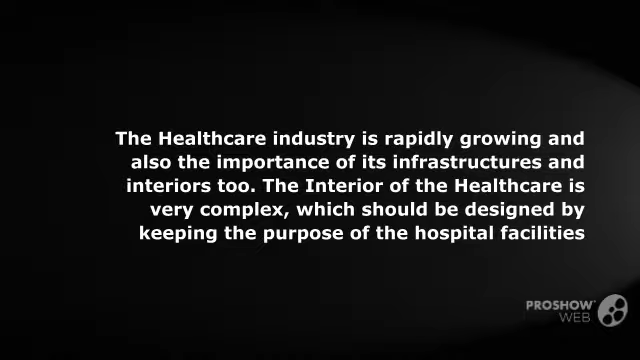 The Healthcare industry is rapidly growing and
also the importance of its infrastructures and
interiors too. The Interior of the Healthcare is
very complex, which should be designed by
keeping the purpose of the hospital facilities
PROSHOW
WEB